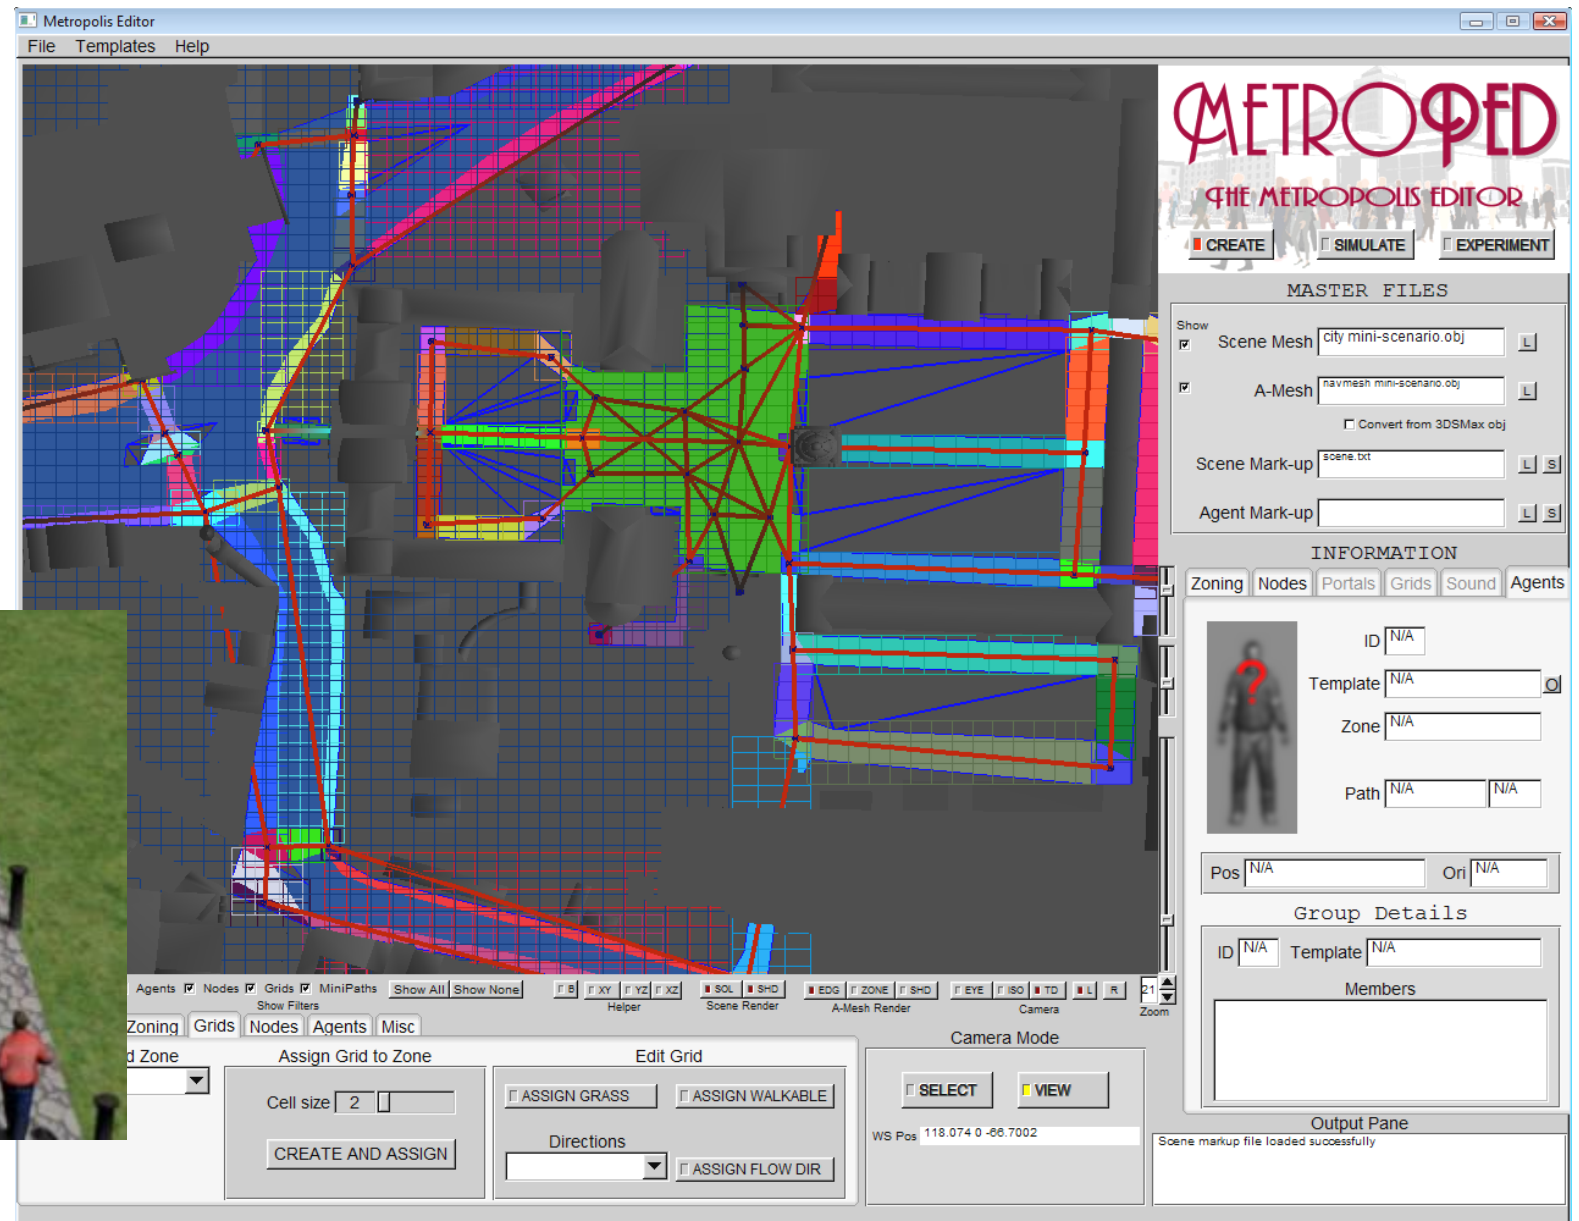 Metropolis Editor
File Templates Help
METROPED
THE METROPOLIS EDITOR
CREATE SIMULATE EXPERIMENT
MASTER FILES
Show
Scene Mesh city mini-scenario.obj L
A-Mesh navmesh mini-scenario.obj L
Convert from 3DSMax obj
Scene Mark-up scene.txt L S
Agent Mark-up L S
INFORMATION
Zoning Nodes Portals Grids Sound Agents
ID N/A
Template N/A O
Zone N/A
Path N/A N/A
Pos N/A Ori N/A
Group Details
ID N/A Template N/A
Members
Output Pane
Scene markup file loaded successfully
Agents Nodes Grids MiniPaths Show All Show None B XY YZ XZ SOL SHD EDG ZONE SHD EYE ISO TD L R 21
Show Filters Helper Scene Render A-Mesh Render Camera Zoom
Zoning Grids Nodes Agents Misc
d Zone
Assign Grid to Zone
Cell size 2
CREATE AND ASSIGN
Edit Grid
ASSIGN GRASS ASSIGN WALKABLE
Directions
ASSIGN FLOW DIR
Camera Mode
SELECT VIEW
WS Pos 118.074 0 -66.7002